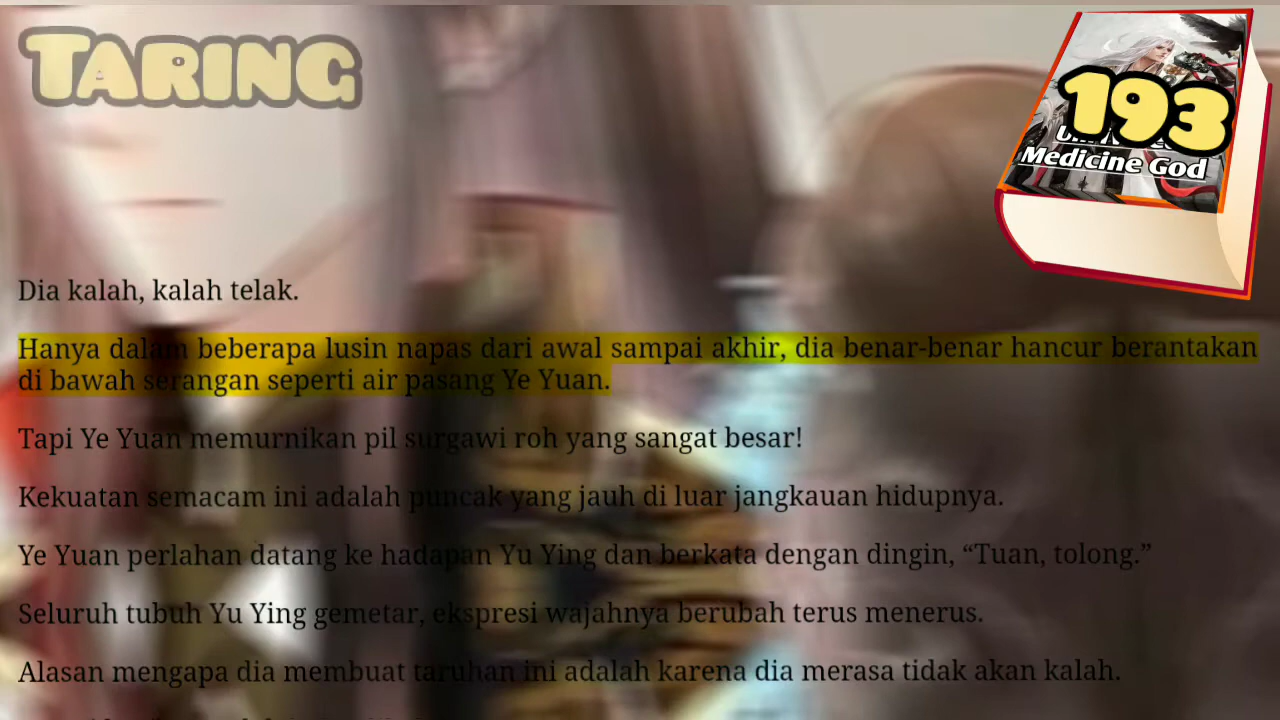 TARING
193
Medicine God
Dia kalah, kalah telak.
Hanya dalam beberapa lusin napas dari awal sampai akhir, dia benar-benar hancur berantakan
di bawah serangan seperti air pasang Ye Yuan.
Tapi Ye Yuan memurnikan pil surgawi roh yang sangat besar!
Kekuatan semacam ini adalah puncak yang jauh di luar jangkauan hidupnya.
Ye Yuan perlahan datang ke hadapan Yu Ying dan berkata dengan dingin, “Tuan, tolong.”
Seluruh tubuh Yu Ying gemetar, ekspresi wajahnya berubah terus menerus.
Alasan mengapa dia membuat taruhan ini adalah karena dia merasa tidak akan kalah.